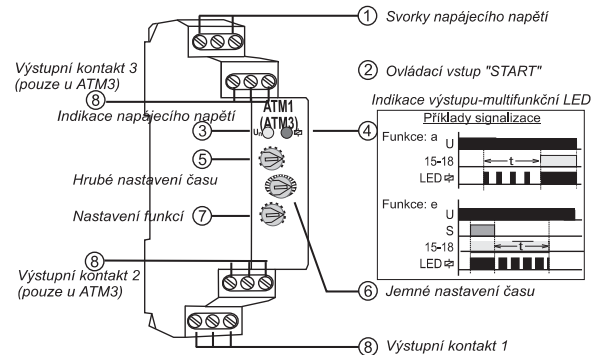 ① Svorky napájecího napětí
Výstupní kontakt 3
(pouze u ATM3)
⑧
② Ovládací vstup "START"
Indikace napájecího napětí
③
ATM1
(ATM3)
Un
④
Indikace výstupu-multifunkční LED
Příklady signalizace
Funkce: a
U
15-18
t
LED
Funkce: e
U
S
15-18
t
LED
⑤
Hrubé nastavení času
Nastavení funkcí ⑦
⑧
Výstupní kontakt 2
(pouze u ATM3)
⑥ Jemné nastavení času
⑧ Výstupní kontakt 1